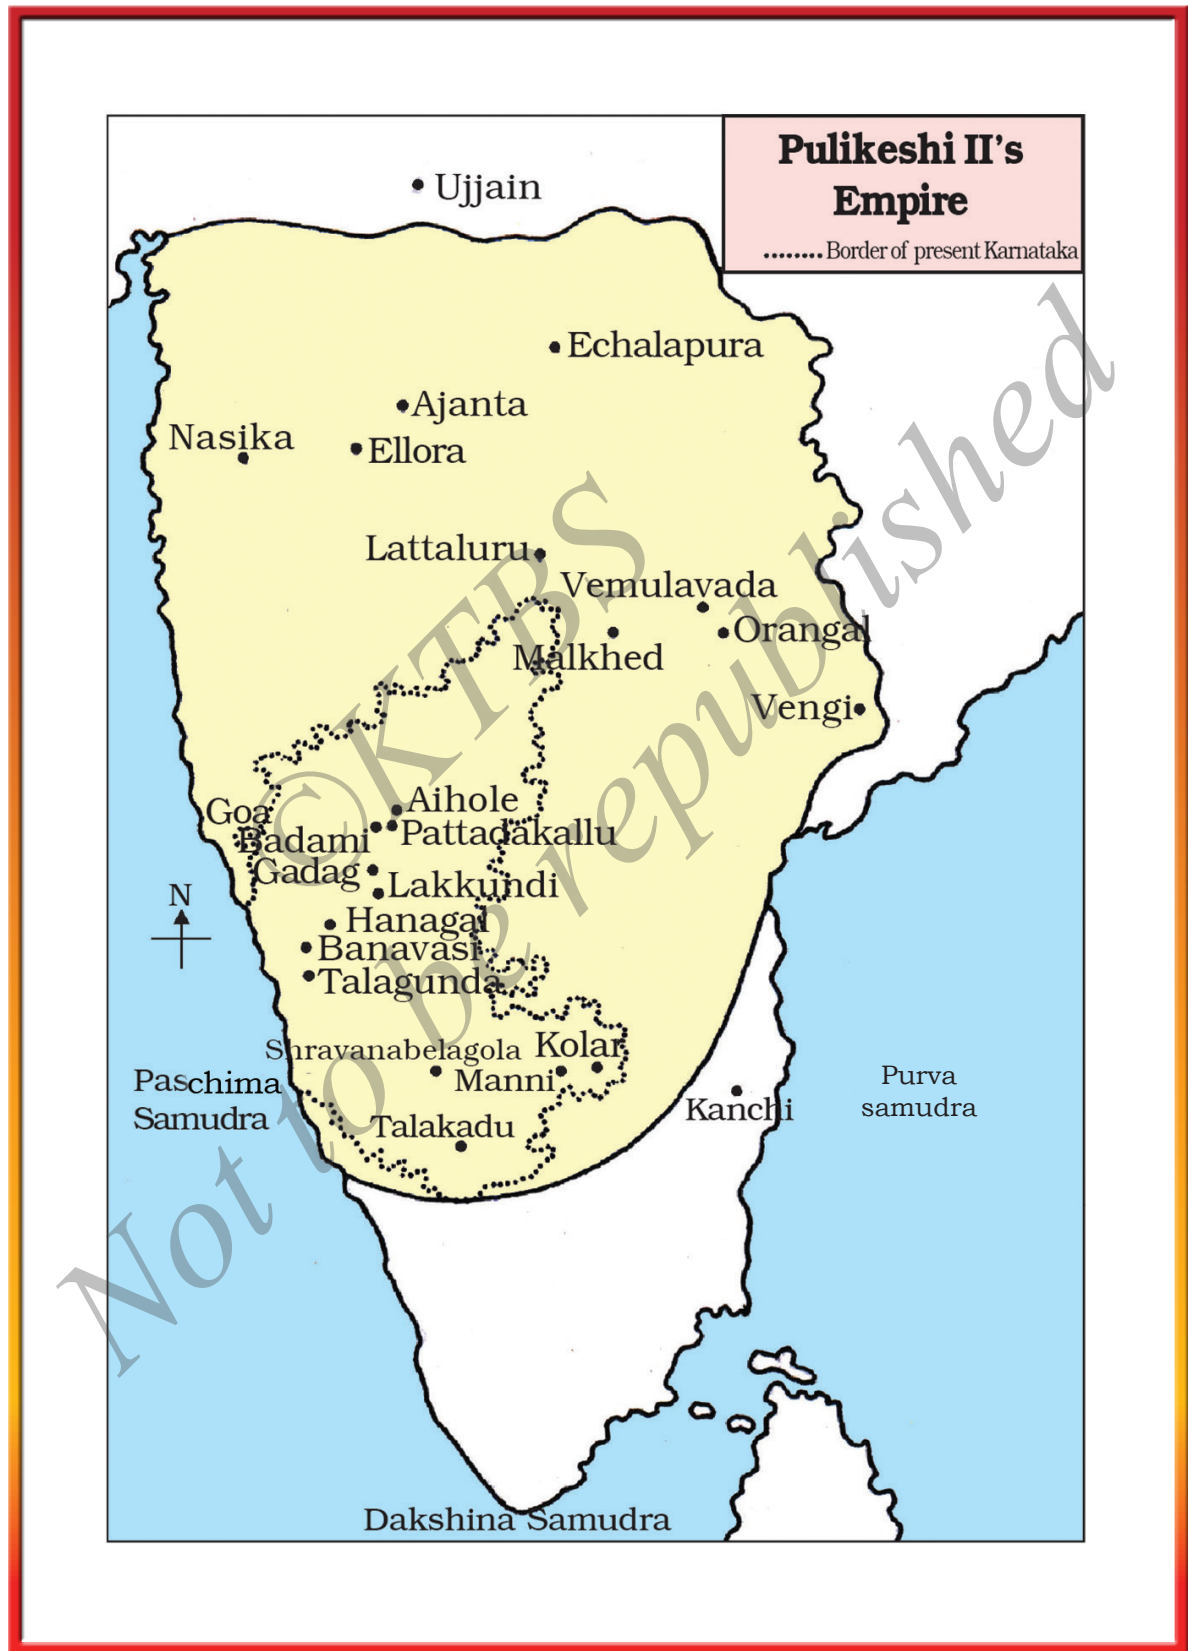 Pulikeshi II's
Empire
........ Border of present Karnataka
Ujjain
Echalapura
Ajanta
Nasika
Ellora
Lattaluru
Vemulavada
Orangal
Malkhed
Vengi
Aihole
Goa
Pattadakallu
Badami
Gadag
Lakkundi
N
Hanagal
Banavasi
Talagunda
Shravanabelagola
Kolar
Manni
Paschima
Samudra
Purva
samudra
Kanchi
Talakadu
Dakshina Samudra
©KTBS
Not to be republished